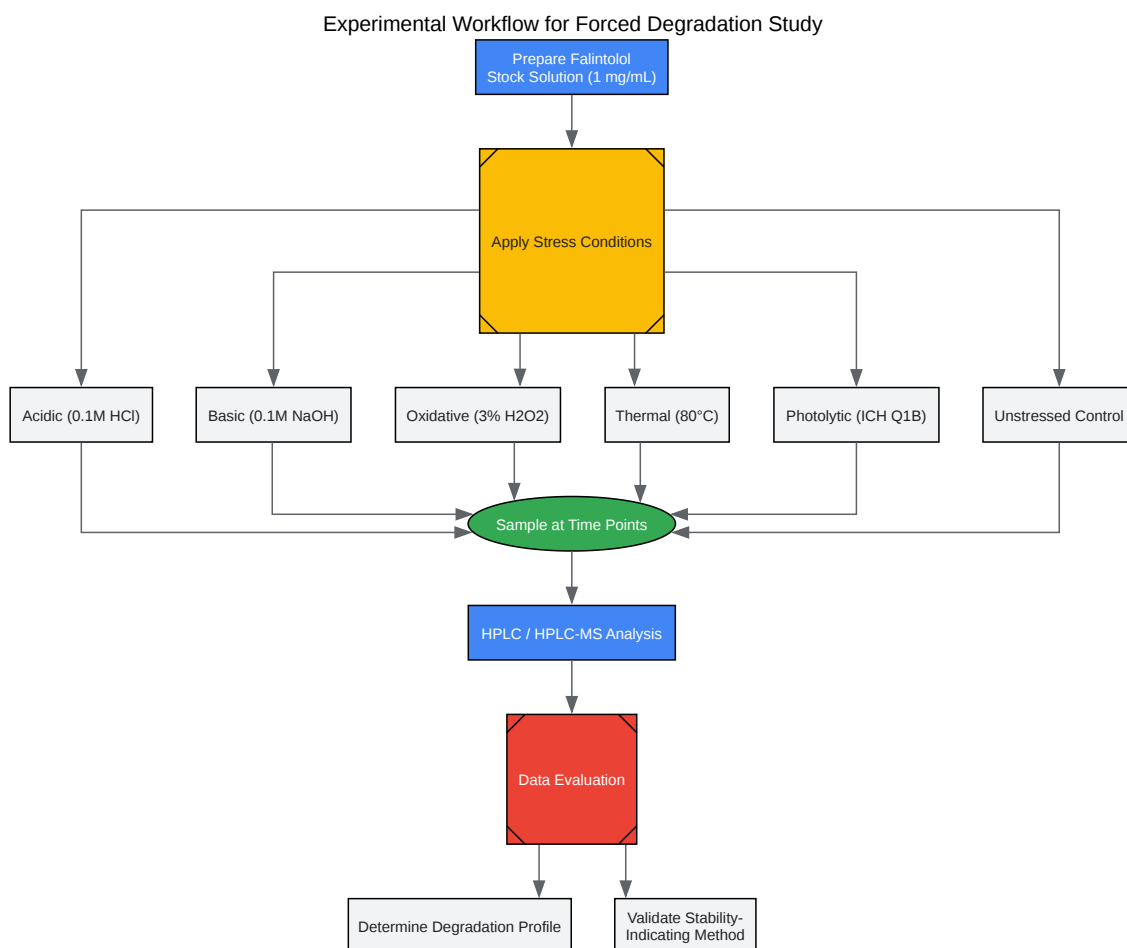 Experimental Workflow for Forced Degradation Study
Prepare Falintolol
Stock Solution (1 mg/mL)
Apply Stress Conditions
Acidic (0.1M HCl)
Basic (0.1M NaOH)
Oxidative (3% H2O2)
Thermal (80°C)
Photolytic (ICH Q1B)
Unstressed Control
Sample at Time Points
HPLC / HPLC-MS Analysis
Data Evaluation
Determine Degradation Profile
Validate Stability-
Indicating Method